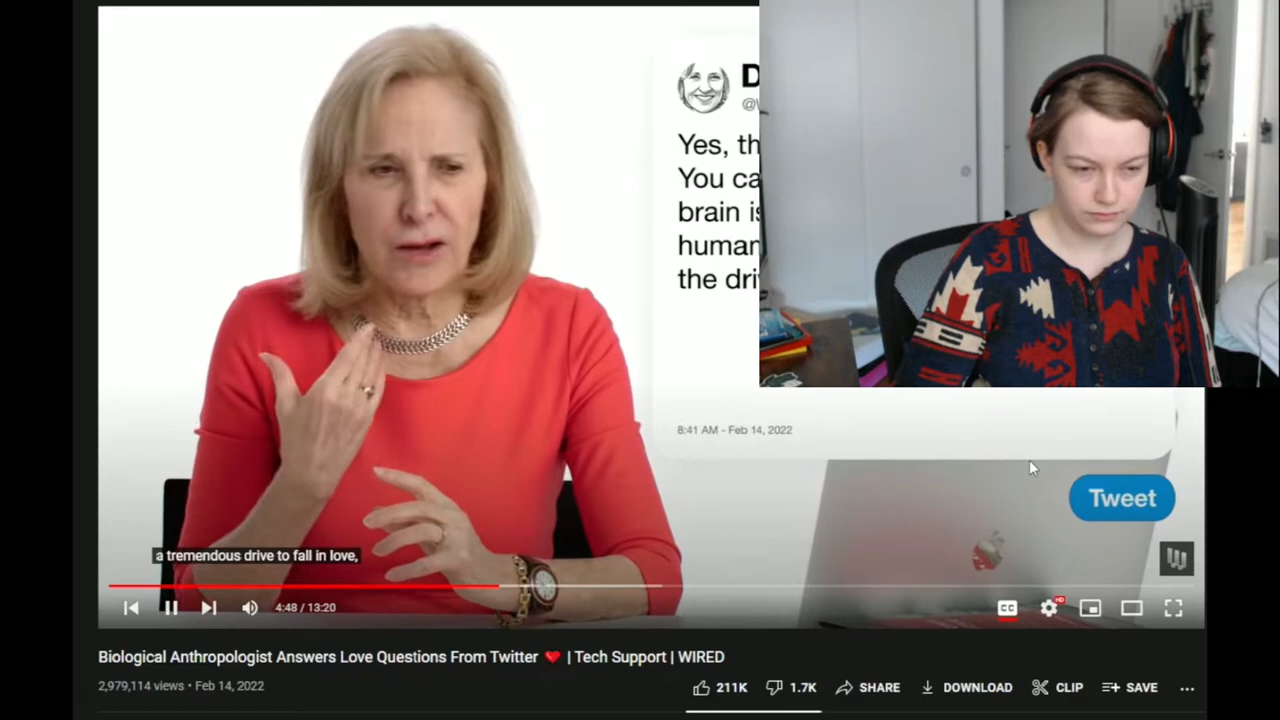 D
@
Yes, th
You ca
brain is
human
the dri
8:41 AM - Feb 14, 2022
Tweet
a tremendous drive to fall in love,
4:48 / 13:20
CC
HD
Biological Anthropologist Answers Love Questions From Twitter ❤️ | Tech Support | WIRED
2,979,114 views • Feb 14, 2022
211K
1.7K
SHARE
DOWNLOAD
CLIP
SAVE